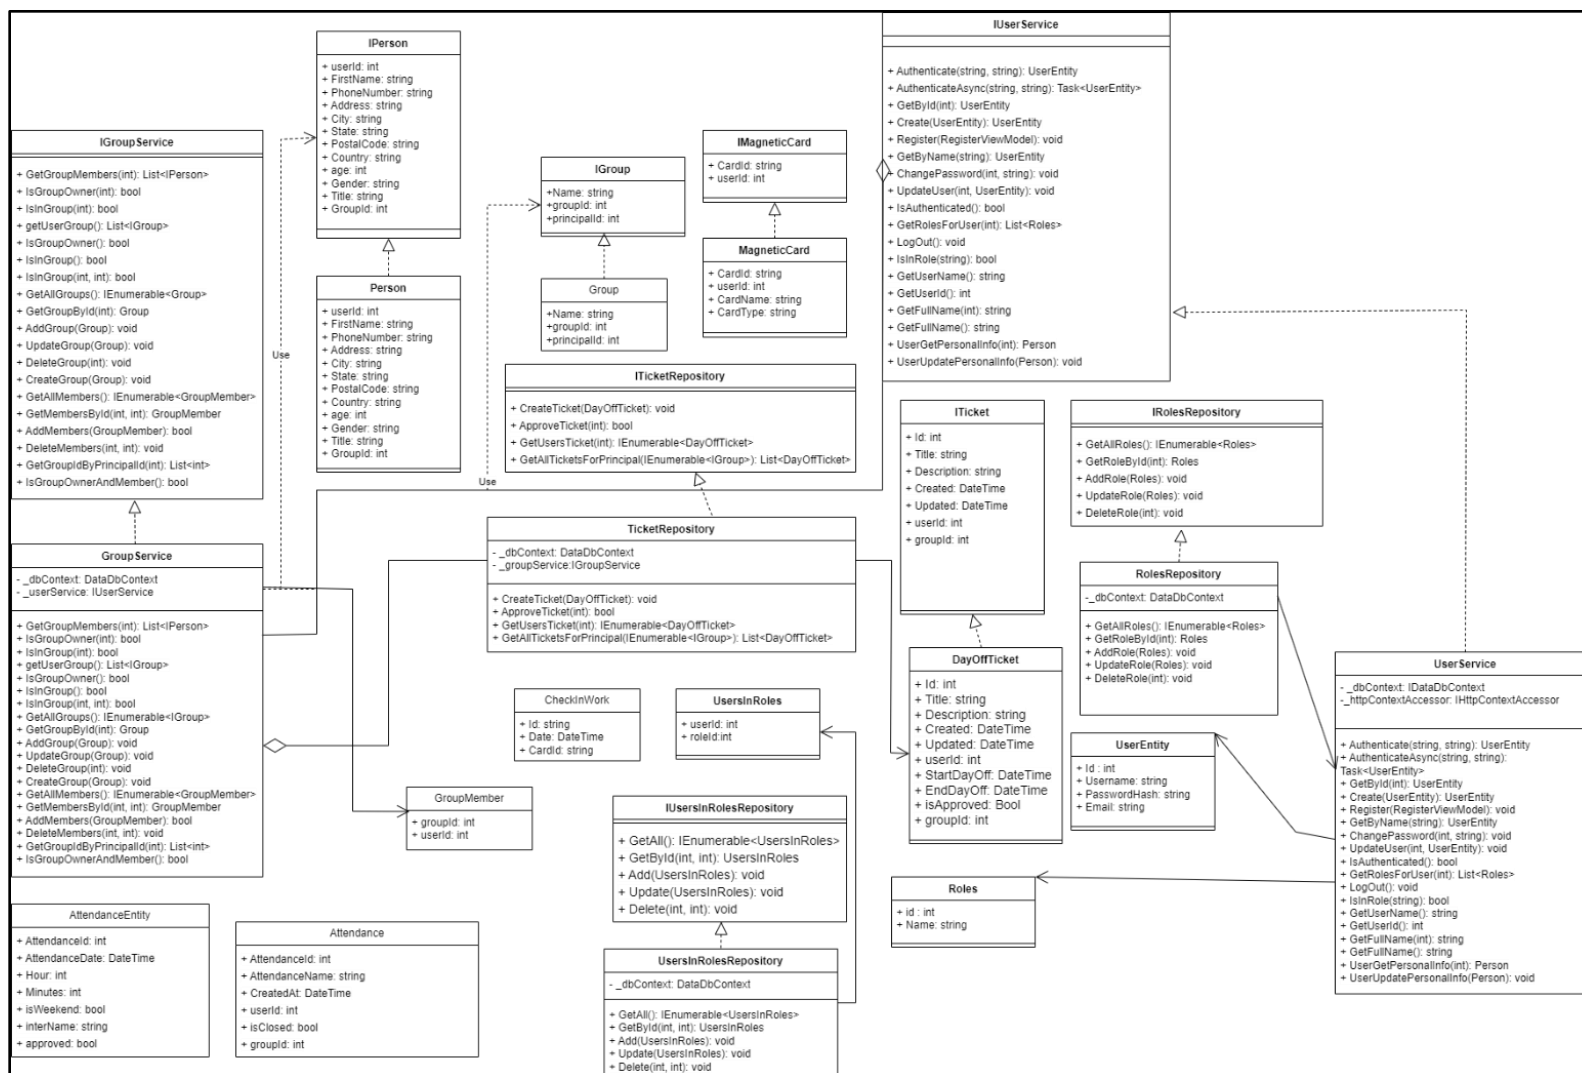 IGroupService
+ GetGroupMembers(int): List<IPerson>
+ IsGroupOwner(int): bool
+ IsInGroup(int): bool
+ getUserGroup(): List<IGroup>
+ IsGroupOwner(): bool
+ IsInGroup(): bool
+ IsInGroup(int, int): bool
+ GetAllGroups(): IEnumerable<Group>
+ GetGroupById(int): Group
+ AddGroup(Group): void
+ UpdateGroup(Group): void
+ DeleteGroup(int): void
+ CreateGroup(Group): void
+ GetAllMembers(): IEnumerable<GroupMember>
+ GetMembersById(int, int): GroupMember
+ AddMembers(GroupMember): bool
+ DeleteMembers(int, int): void
+ GetGroupIdByPrincipalId(int): List<int>
+ IsGroupOwnerAndMember(): bool
GroupService
- _dbContext: DataDbContext
- _userService: IUserService
+ GetGroupMembers(int): List<IPerson>
+ IsGroupOwner(int): bool
+ IsInGroup(int): bool
+ getUserGroup(): List<IGroup>
+ IsGroupOwner(): bool
+ IsInGroup(): bool
+ IsInGroup(int, int): bool
+ GetAllGroups(): IEnumerable<IGroup>
+ GetGroupById(int): Group
+ AddGroup(Group): void
+ UpdateGroup(Group): void
+ DeleteGroup(int): void
+ CreateGroup(Group): void
+ GetAllMembers(): IEnumerable<GroupMember>
+ GetMembersById(int, int): GroupMember
+ AddMembers(GroupMember): bool
+ DeleteMembers(int, int): void
+ GetGroupIdByPrincipalId(int): List<int>
+ IsGroupOwnerAndMember(): bool
AttendanceEntity
+ AttendanceId: int
+ AttendanceDate: DateTime
+ Hour: int
+ Minutes: int
+ isWeekend: bool
+ interName: string
+ approved: bool
Attendance
+ AttendanceId: int
+ AttendanceName: string
+ CreatedAt: DateTime
+ userId: int
+ isClosed: bool
+ groupId: int
Use
IPerson
+ userId: int
+ FirstName: string
+ PhoneNumber: string
+ Address: string
+ City: string
+ State: string
+ PostalCode: string
+ Country: string
+ age: int
+ Gender: string
+ Title: string
+ GroupId: int
Person
+ userId: int
+ FirstName: string
+ PhoneNumber: string
+ Address: string
+ City: string
+ State: string
+ PostalCode: string
+ Country: string
+ age: int
+ Gender: string
+ Title: string
+ GroupId: int
Use
IGroup
+Name: string
+groupId: int
+principalId: int
Group
+Name: string
+groupId: int
+principalId: int
IMagneticCard
+ CardId: string
+ userId: int
MagneticCard
+ CardId: string
+ userId: int
+ CardName: string
+ CardType: string
ITicketRepository
+ CreateTicket(DayOffTicket): void
+ ApproveTicket(int): bool
+ GetUsersTicket(int): IEnumerable<DayOffTicket>
+ GetAllTicketsForPrincipal(IEnumerable<IGroup>): List<DayOffTicket>
TicketRepository
- _dbContext: DataDbContext
- _groupService:IGroupService
+ CreateTicket(DayOffTicket): void
+ ApproveTicket(int): bool
+ GetUsersTicket(int): IEnumerable<DayOffTicket>
+ GetAllTicketsForPrincipal(IEnumerable<IGroup>): List<DayOffTicket>
CheckInWork
+ Id: string
+ Date: DateTime
+ CardId: string
UsersInRoles
+ userId: int
+ roleId:int
GroupMember
+ groupId: int
+ userId: int
IUsersInRolesRepository
+ GetAll(): IEnumerable<UsersInRoles>
+ GetById(int, int): UsersInRoles
+ Add(UsersInRoles): void
+ Update(UsersInRoles): void
+ Delete(int, int): void
UsersInRolesRepository
- _dbContext: DataDbContext
+ GetAll(): IEnumerable<UsersInRoles>
+ GetById(int, int): UsersInRoles
+ Add(UsersInRoles): void
+ Update(UsersInRoles): void
+ Delete(int, int): void
IUserService
+ Authenticate(string, string): UserEntity
+ AuthenticateAsync(string, string): Task<UserEntity>
+ GetById(int): UserEntity
+ Create(UserEntity): UserEntity
+ Register(RegisterViewModel): void
+ GetByName(string): UserEntity
+ ChangePassword(int, string): void
+ UpdateUser(int, UserEntity): void
+ IsAuthenticated(): bool
+ GetRolesForUser(int): List<Roles>
+ LogOut(): void
+ IsInRole(string): bool
+ GetUserName(): string
+ GetUserId(): int
+ GetFullName(int): string
+ GetFullName(): string
+ UserGetPersonalInfo(int): Person
+ UserUpdatePersonalInfo(Person): void
ITicket
+ Id: int
+ Title: string
+ Description: string
+ Created: DateTime
+ Updated: DateTime
+ userId: int
+ groupId: int
DayOffTicket
+ Id: int
+ Title: string
+ Description: string
+ Created: DateTime
+ Updated: DateTime
+ userId: int
+ StartDayOff: DateTime
+ EndDayOff: DateTime
+ isApproved: Bool
+ groupId: int
Roles
+ id : int
+ Name: string
IRolesRepository
+ GetAllRoles(): IEnumerable<Roles>
+ GetRoleById(int): Roles
+ AddRole(Roles): void
+ UpdateRole(Roles): void
+ DeleteRole(int): void
RolesRepository
-_dbContext: DataDbContext
+ GetAllRoles(): IEnumerable<Roles>
+ GetRoleById(int): Roles
+ AddRole(Roles): void
+ UpdateRole(Roles): void
+ DeleteRole(int): void
UserEntity
+ Id : int
+ Username: string
+ PasswordHash: string
+ Email: string
UserService
- _dbContext: IDataDbContext
-_httpContextAccessor: IHttpContextAccessor
+ Authenticate(string, string): UserEntity
+ AuthenticateAsync(string, string):
Task<UserEntity>
+ GetById(int): UserEntity
+ Create(UserEntity): UserEntity
+ Register(RegisterViewModel): void
+ GetByName(string): UserEntity
+ ChangePassword(int, string): void
+ UpdateUser(int, UserEntity): void
+ IsAuthenticated(): bool
+ GetRolesForUser(int): List<Roles>
+ LogOut(): void
+ IsInRole(string): bool
+ GetUserName(): string
+ GetUserId(): int
+ GetFullName(int): string
+ GetFullName(): string
+ UserGetPersonalInfo(int): Person
+ UserUpdatePersonalInfo(Person): void